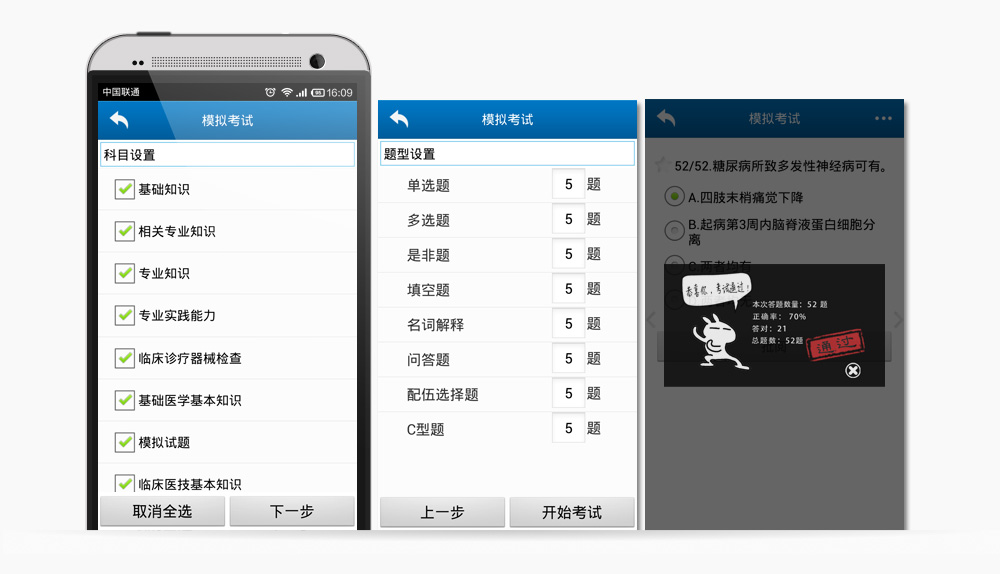 中国联通
16:09
模拟考试
科目设置
基础知识
相关专业知识
专业知识
专业实践能力
临床诊疗器械检查
基础医学基本知识
模拟试题
临床医技基本知识
取消全选
下一步
模拟考试
题型设置
单选题 5 题
多选题 5 题
是非题 5 题
填空题 5 题
名词解释 5 题
问答题 5 题
配伍选择题 5 题
C型题 5 题
上一步
开始考试
模拟考试
52/52.糖尿病所致多发性神经病可有。
A.四肢末梢痛觉下降
B.起病第3周内脑脊液蛋白细胞分
离
C.两者均有
恭喜你，考试通过！
本次答题数量：52 题
正确率： 70%
答对：21
总题数：52题
通过